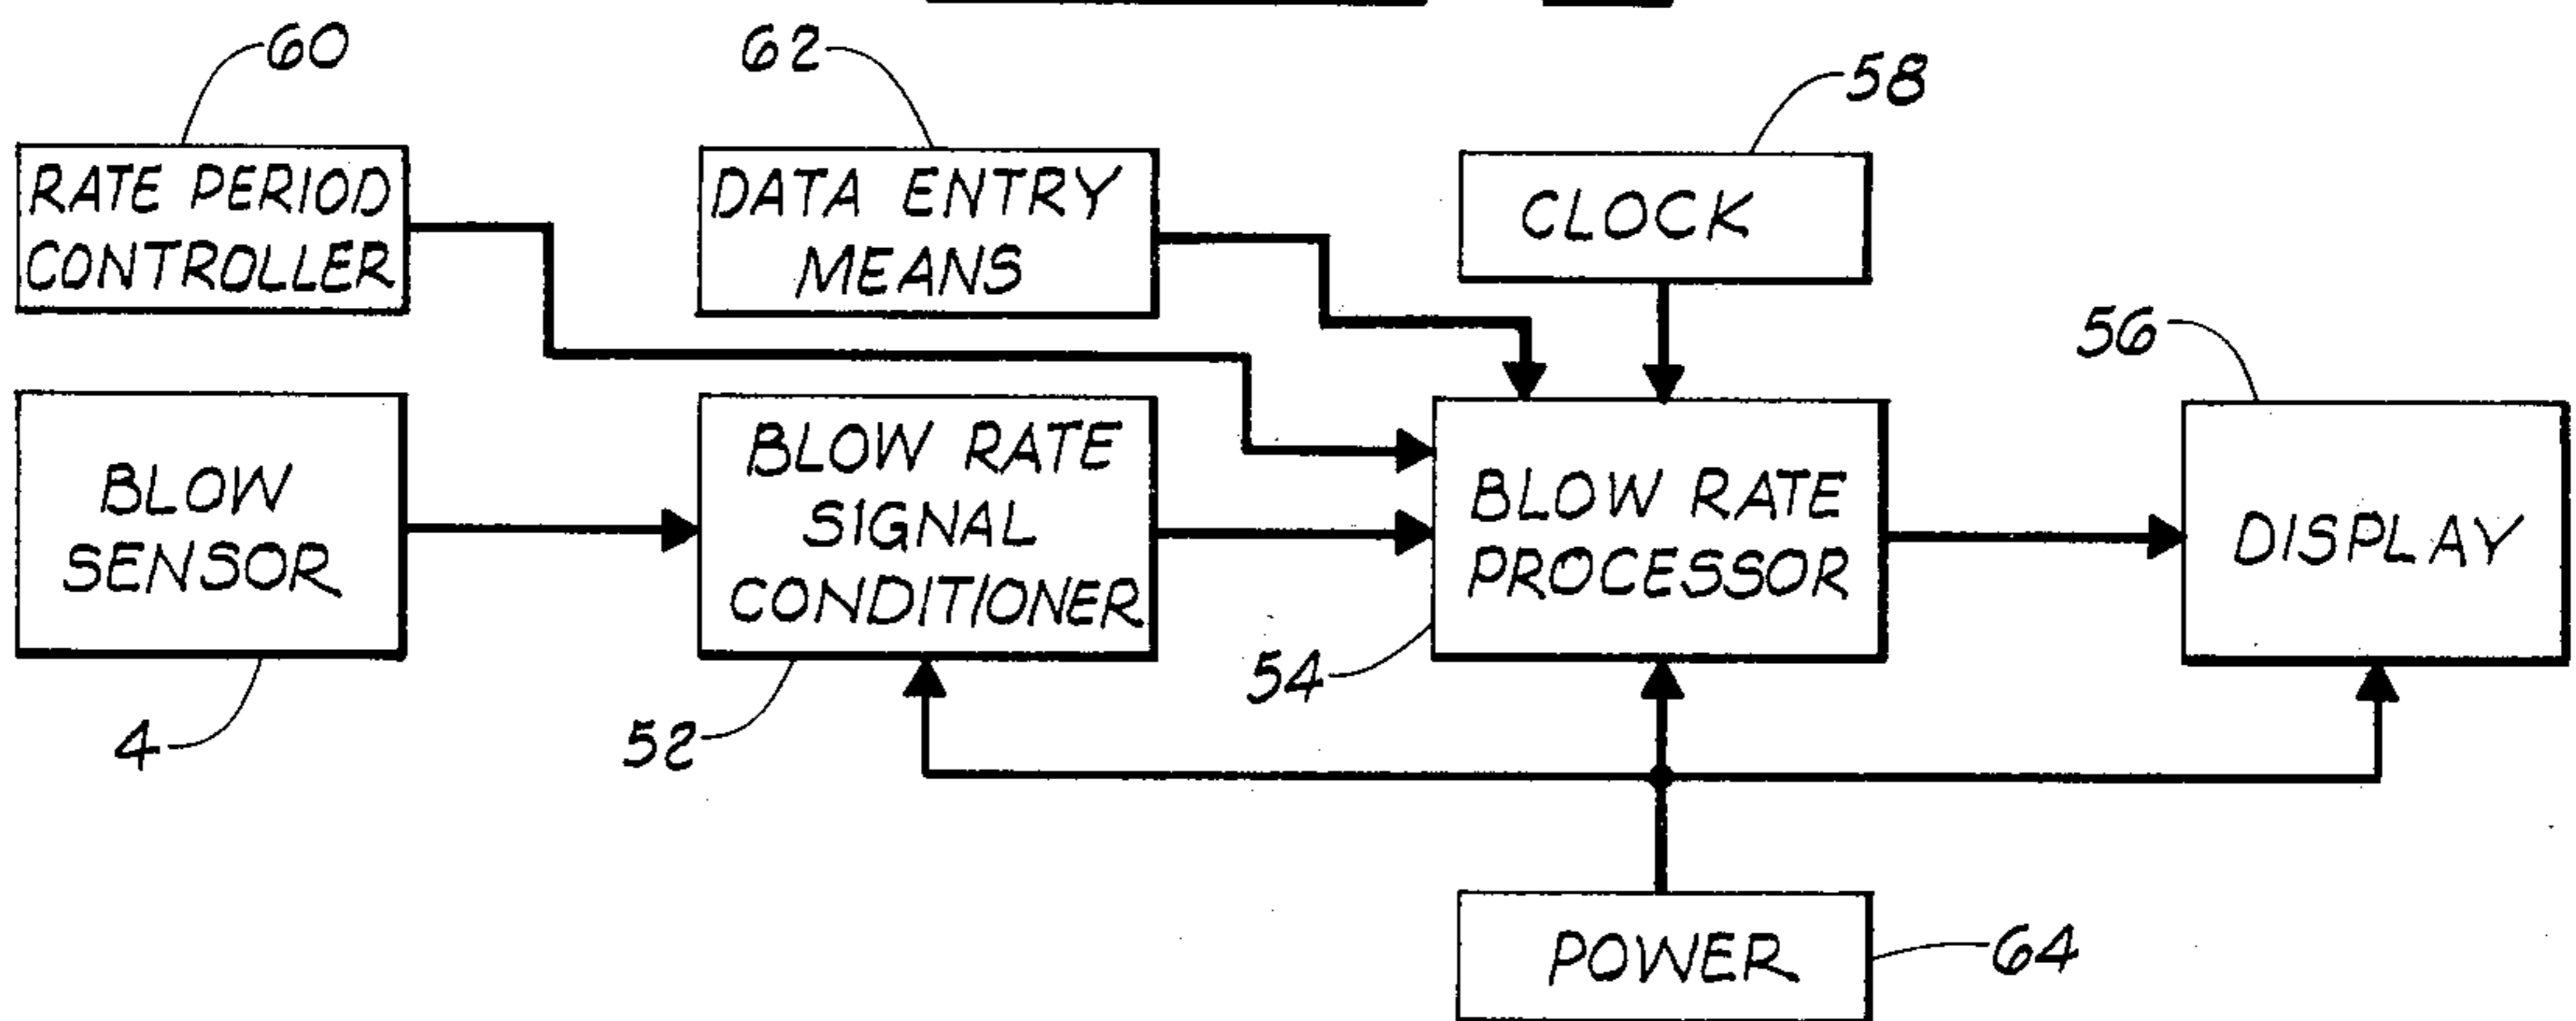 60
62
58
RATE PERIOD
CONTROLLER
DATA ENTRY
MEANS
CLOCK
56
BLOW
SENSOR
BLOW RATE
SIGNAL
CONDITIONER
BLOW RATE
PROCESSOR
DISPLAY
4
52
54
POWER
64